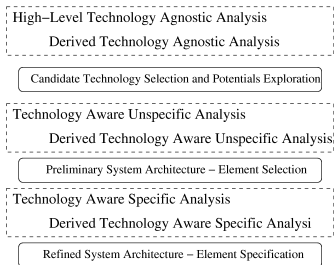 High-Level Technology Agnostic Analysis
Derived Technology Agnostic Analysis
Candidate Technology Selection and Potentials Exploration
Technology Aware Unspecific Analysis
Derived Technology Aware Unspecific Analysis
Preliminary System Architecture - Element Selection
Technology Aware Specific Analysis
Derived Technology Aware Specific Analysi
Refined System Architecture - Element Specification